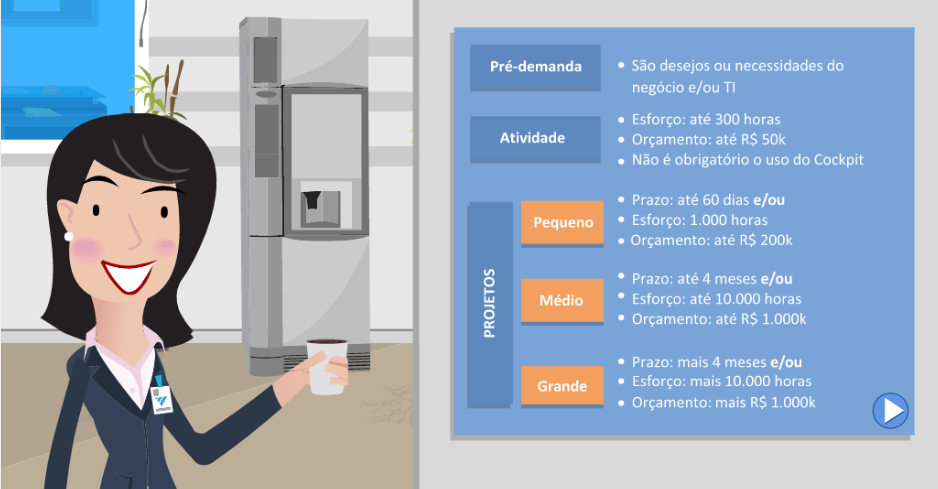 Pré-demanda
• São desejos ou necessidades do
negócio e/ou TI
Atividade
• Esforço: até 300 horas
• Orçamento: até R$ 50k
• Não é obrigatório o uso do Cockpit
PROJETOS
Pequeno
• Prazo: até 60 dias e/ou
• Esforço: 1.000 horas
• Orçamento: até R$ 200k
Médio
• Prazo: até 4 meses e/ou
• Esforço: até 10.000 horas
• Orçamento: até R$ 1.000k
Grande
• Prazo: mais 4 meses e/ou
• Esforço: mais 10.000 horas
• Orçamento: mais R$ 1.000k